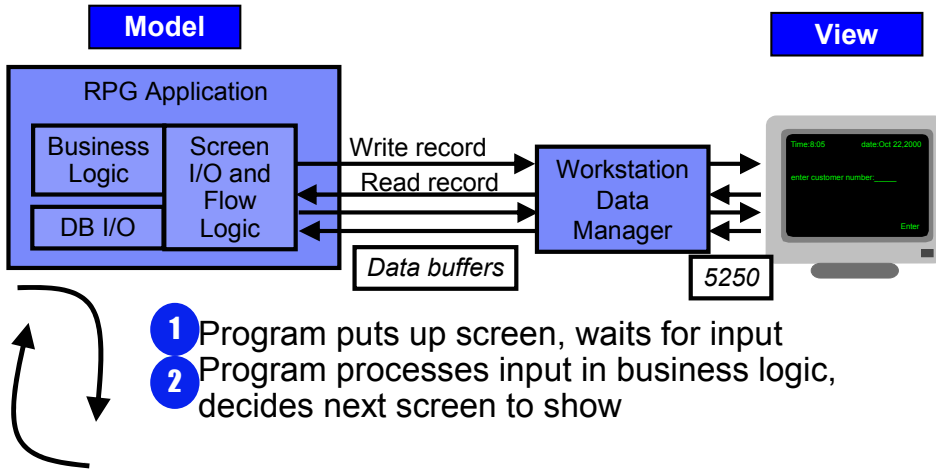 Model
View
RPG Application
Business
Logic
Screen
I/O and
Flow
Logic
DB I/O
Write record
Read record
Workstation
Data
Manager
Data buffers
5250
Time:8:05 date:Oct 22,2000
enter customer number:_____
Enter
1 Program puts up screen, waits for input
2 Program processes input in business logic,
decides next screen to show